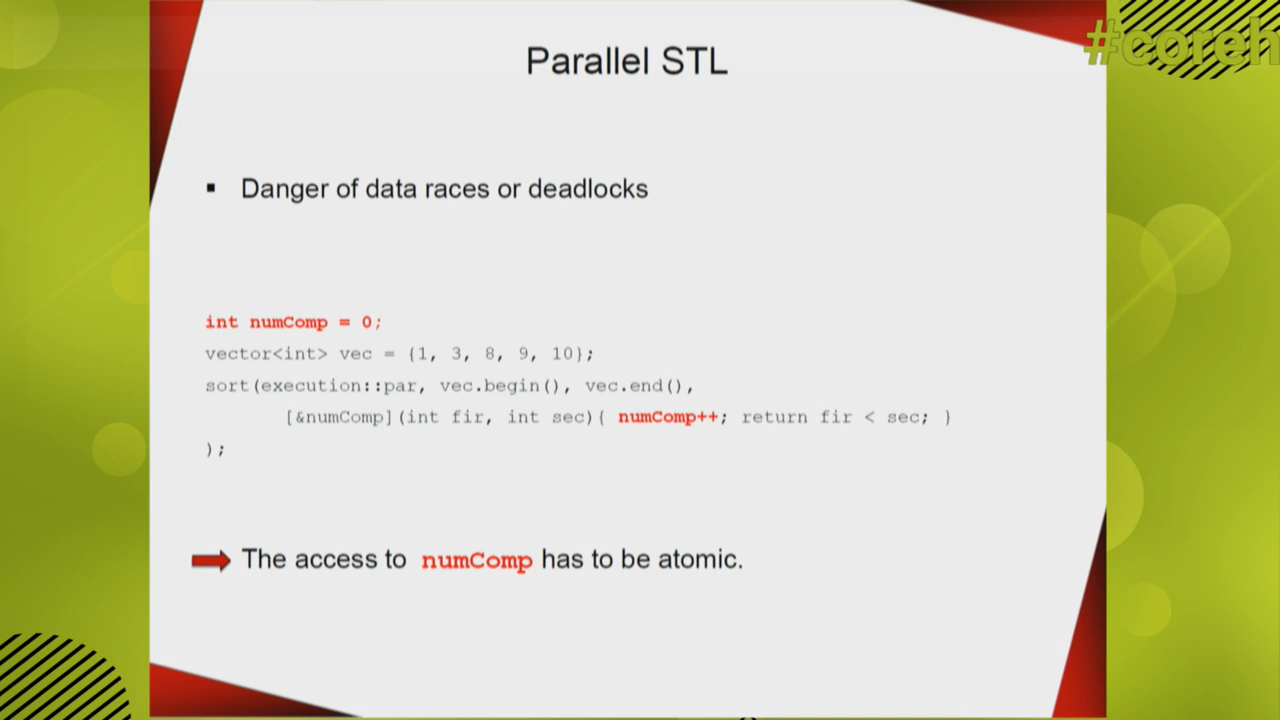 #coreh
Parallel STL
▪ Danger of data races or deadlocks
int numComp = 0;
vector<int> vec = {1, 3, 8, 9, 10};
sort(execution::par, vec.begin(), vec.end(),
[&numComp](int fir, int sec){ numComp++; return fir < sec; }
);
The access to numComp has to be atomic.